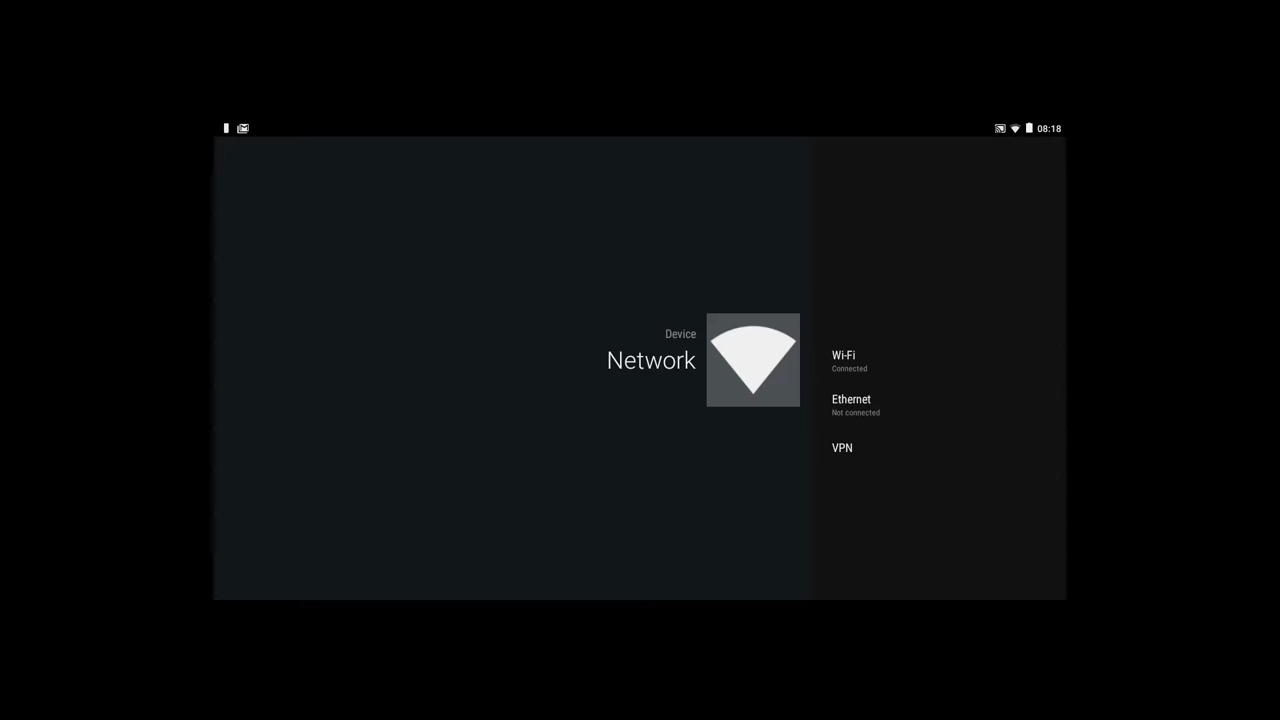 08:18
Device
Network
Wi-Fi
Connected
Ethernet
Not connected
VPN